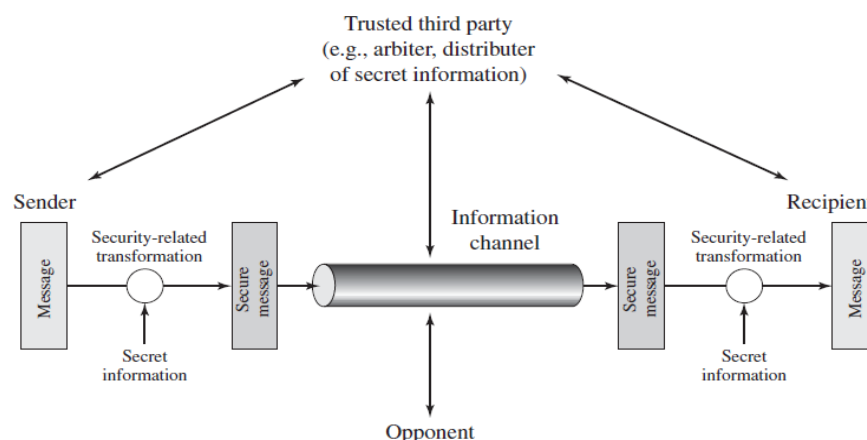 Trusted third party
(e.g., arbiter, distributer
of secret information)
Sender
Recipien
Information
channel
Security-related
transformation
Security-related
transformation
Message
Secure
message
Secure
message
Message
Secret
information
Secret
information
Opponent